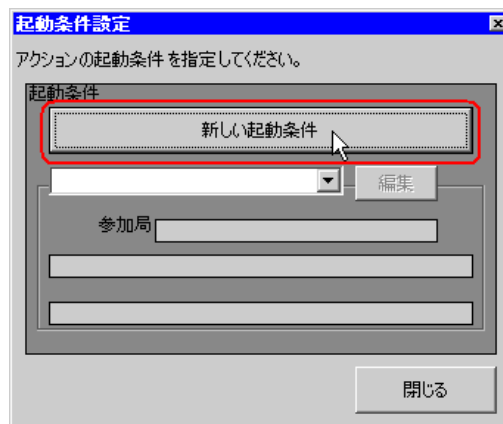 起動条件設定
アクションの起動条件を指定してください。
起動条件
新しい起動条件
編集
参加局
閉じる